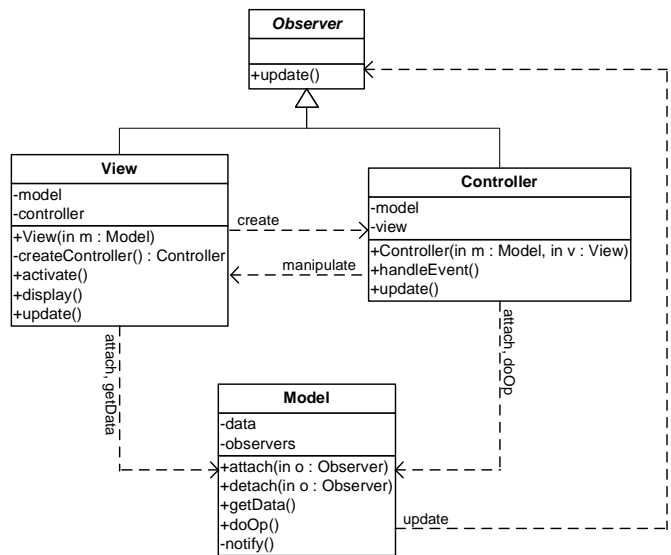 Observer
+update()
View
-model
-controller
+View(in m : Model)
-createController() : Controller
+activate()
+display()
+update()
create
manipulate
Controller
-model
-view
+Controller(in m : Model, in v : View)
+handleEvent()
+update()
attach, getData
attach, doOp
Model
-data
-observers
+attach(in o : Observer)
+detach(in o : Observer)
+getData()
+doOp()
-notify()
update